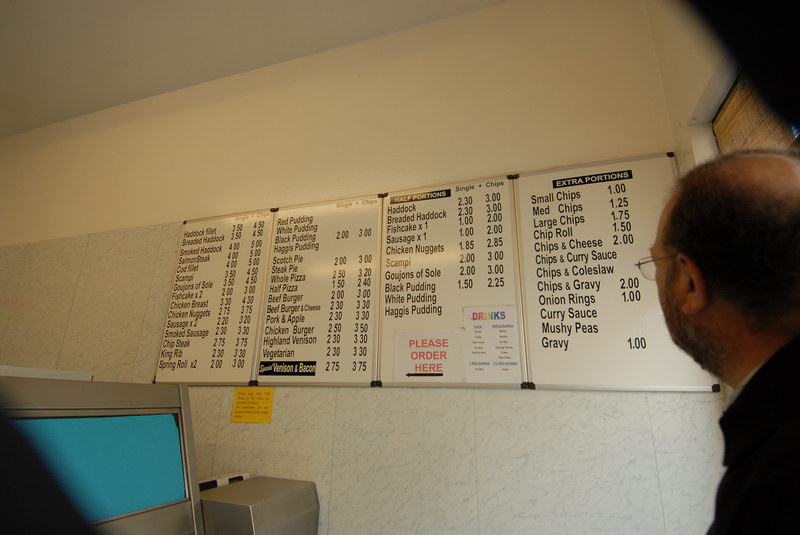 Single • Chips
Haddock fillet 3.50 4.50
Breaded Haddock 3.50 4.50
Smoked Haddock 4.00 5.00
Salmon Steak 4.00 5.00
Cod fillet 4.00 5.00
Scampi 3.50 4.50
Goujons of Sole 3.50 4.50
Fishcake x 2 2.00 3.00
Chicken Breast 3.30 4.30
Chicken Nuggets 2.75 3.75
Sausage x 2 2.20 3.20
Smoked Sausage 2.30 3.30
Chip Steak 2.75 3.75
King Rib 2.30 3.30
Spring Roll x2 2.00 3.00
Single • Chips
Red Pudding
White Pudding
Black Pudding 2.00 3.00
Haggis Pudding
Scotch Pie 2.00 3.00
Steak Pie
Whole Pizza 2.50 3.20
Half Pizza 1.50 2.40
Beef Burger 2.00 3.00
Beef Burger & Cheese 2.30 3.30
Pork & Apple 2.30 3.30
Chicken Burger 2.50 3.50
Highland Venison 2.30 3.30
Vegetarian 2.30 3.30
Special Venison & Bacon 2.75 3.75
HALF PORTIONS Single • Chips
Haddock 2.30 3.00
Breaded Haddock 2.30 3.00
Fishcake x 1 1.00 2.00
Sausage x 1 1.00 2.00
Chicken Nuggets 1.85 2.85
Scampi 2.00 3.00
Goujons of Sole 2.00 3.00
Black Pudding 1.50 2.25
White Pudding
Haggis Pudding
PLEASE
ORDER
HERE
DRINKS
EXTRA PORTIONS
Small Chips 1.00
Med Chips 1.25
Large Chips 1.75
Chip Roll 1.50
Chips & Cheese 2.00
Chips & Curry Sauce
Chips & Coleslaw
Chips & Gravy 2.00
Onion Rings 1.00
Curry Sauce
Mushy Peas
Gravy 1.00